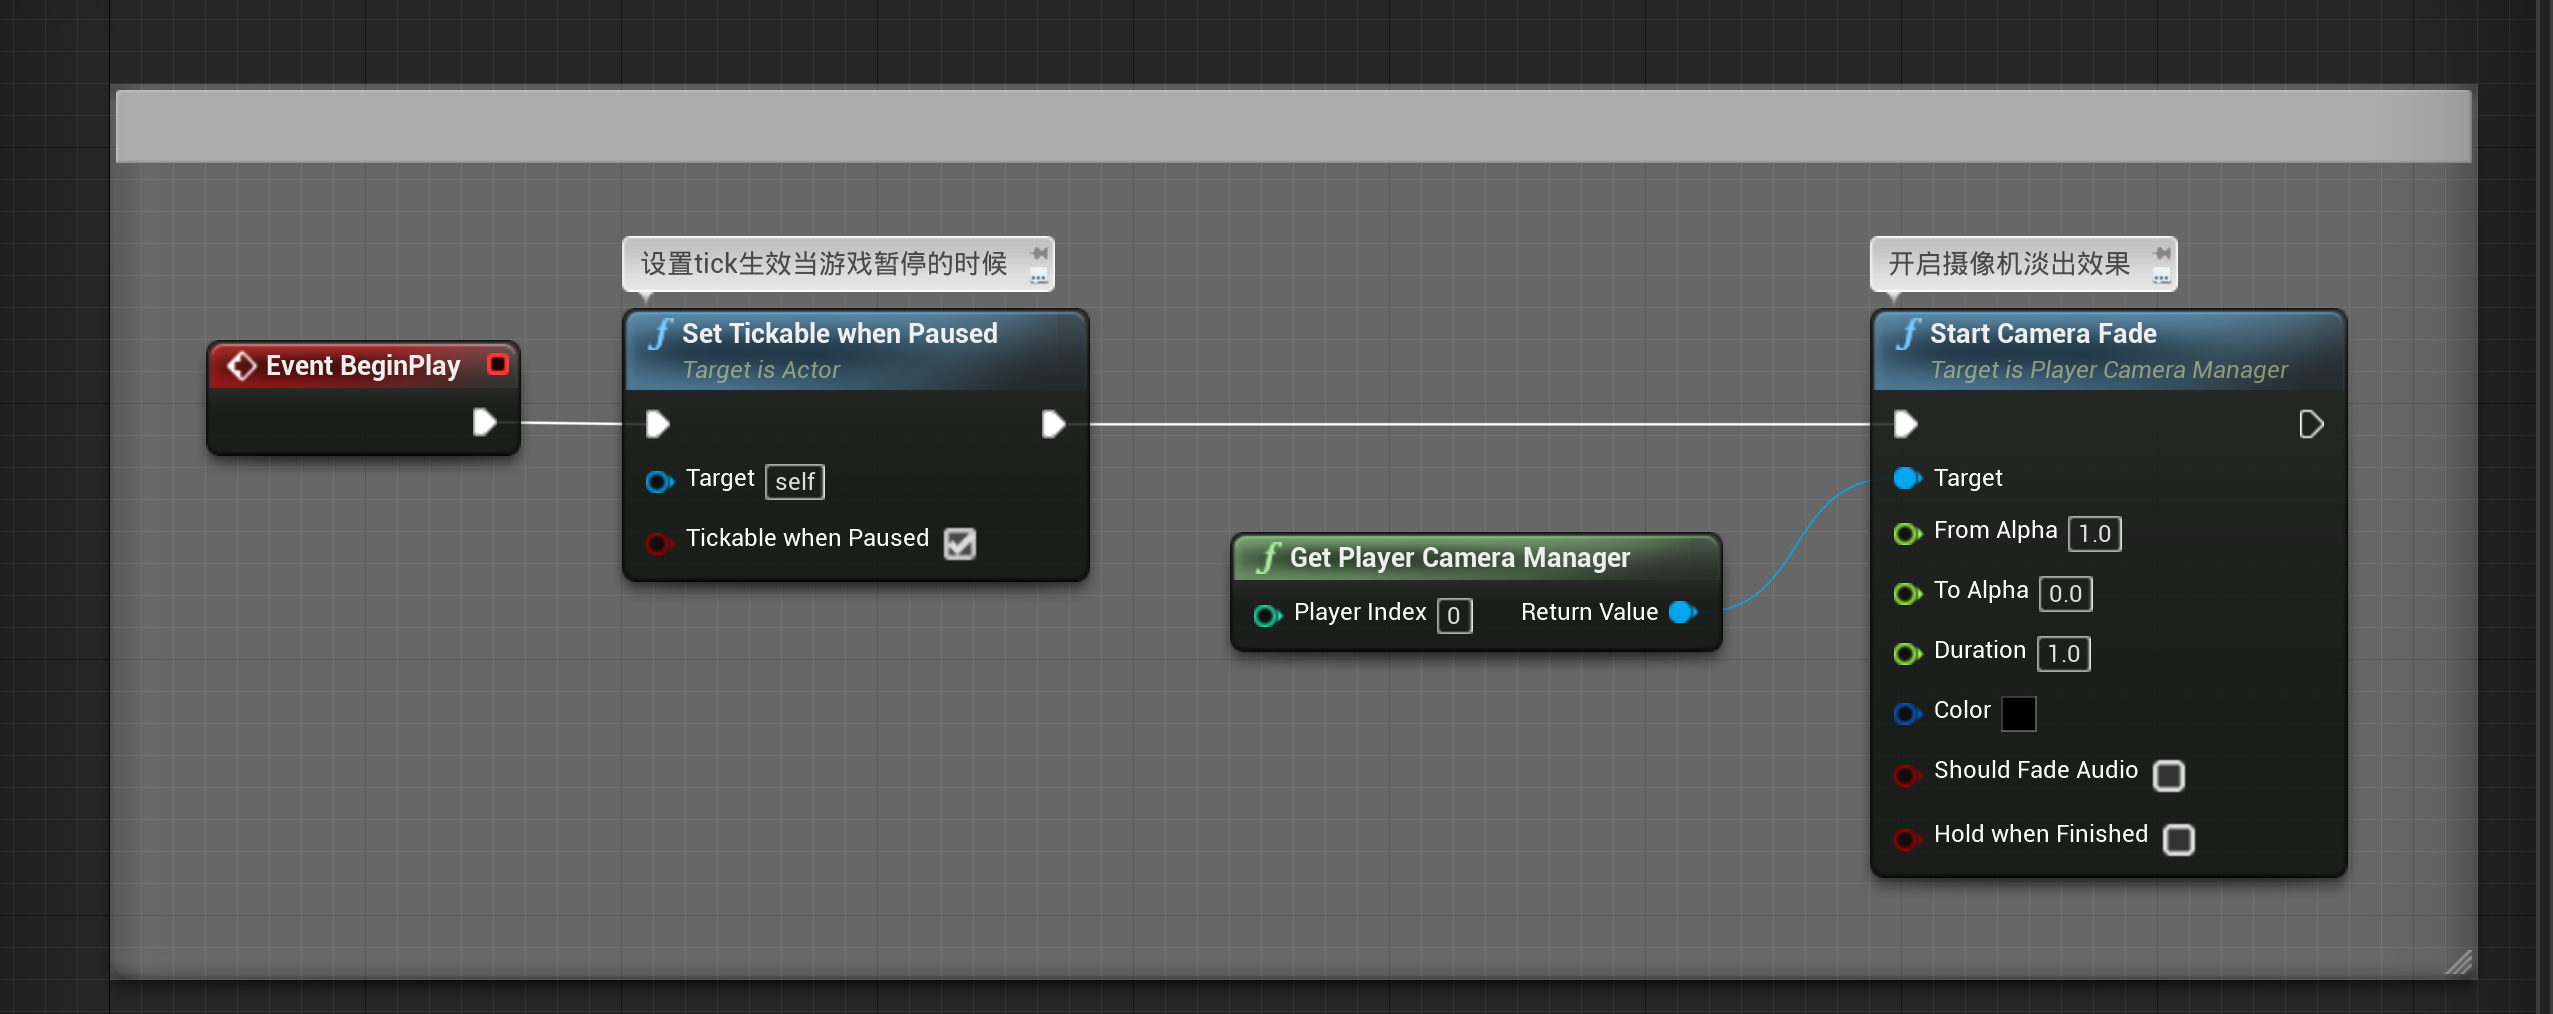 设置tick生效当游戏暂停的时候
开启摄像机淡出效果
Event BeginPlay
Set Tickable when Paused
Target is Actor
Target self
Tickable when Paused
Get Player Camera Manager
Player Index 0 Return Value
Start Camera Fade
Target is Player Camera Manager
Target
From Alpha 1.0
To Alpha 0.0
Duration 1.0
Color
Should Fade Audio
Hold when Finished